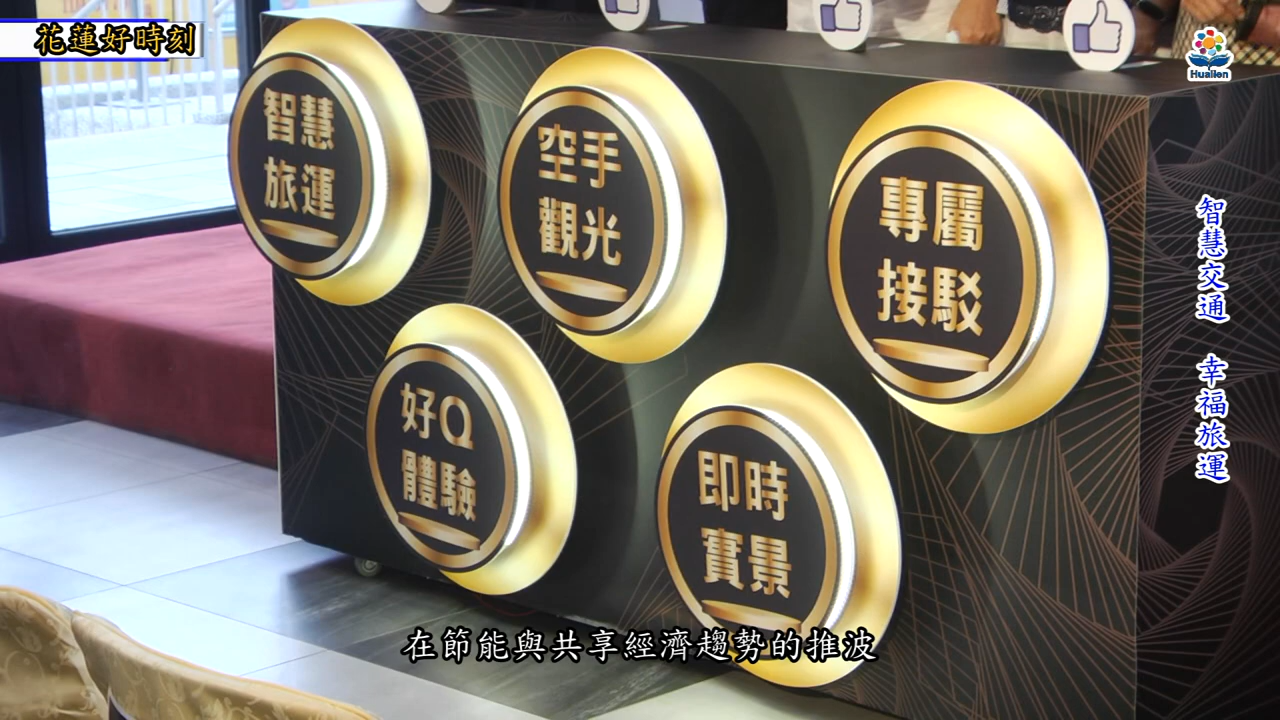 花蓮好時刻
Hualien
智慧
旅運
空手
觀光
專屬
接駁
好Q
體驗
即時
實景
智慧交通 幸福旅運
在節能與共享經濟趨勢的推波